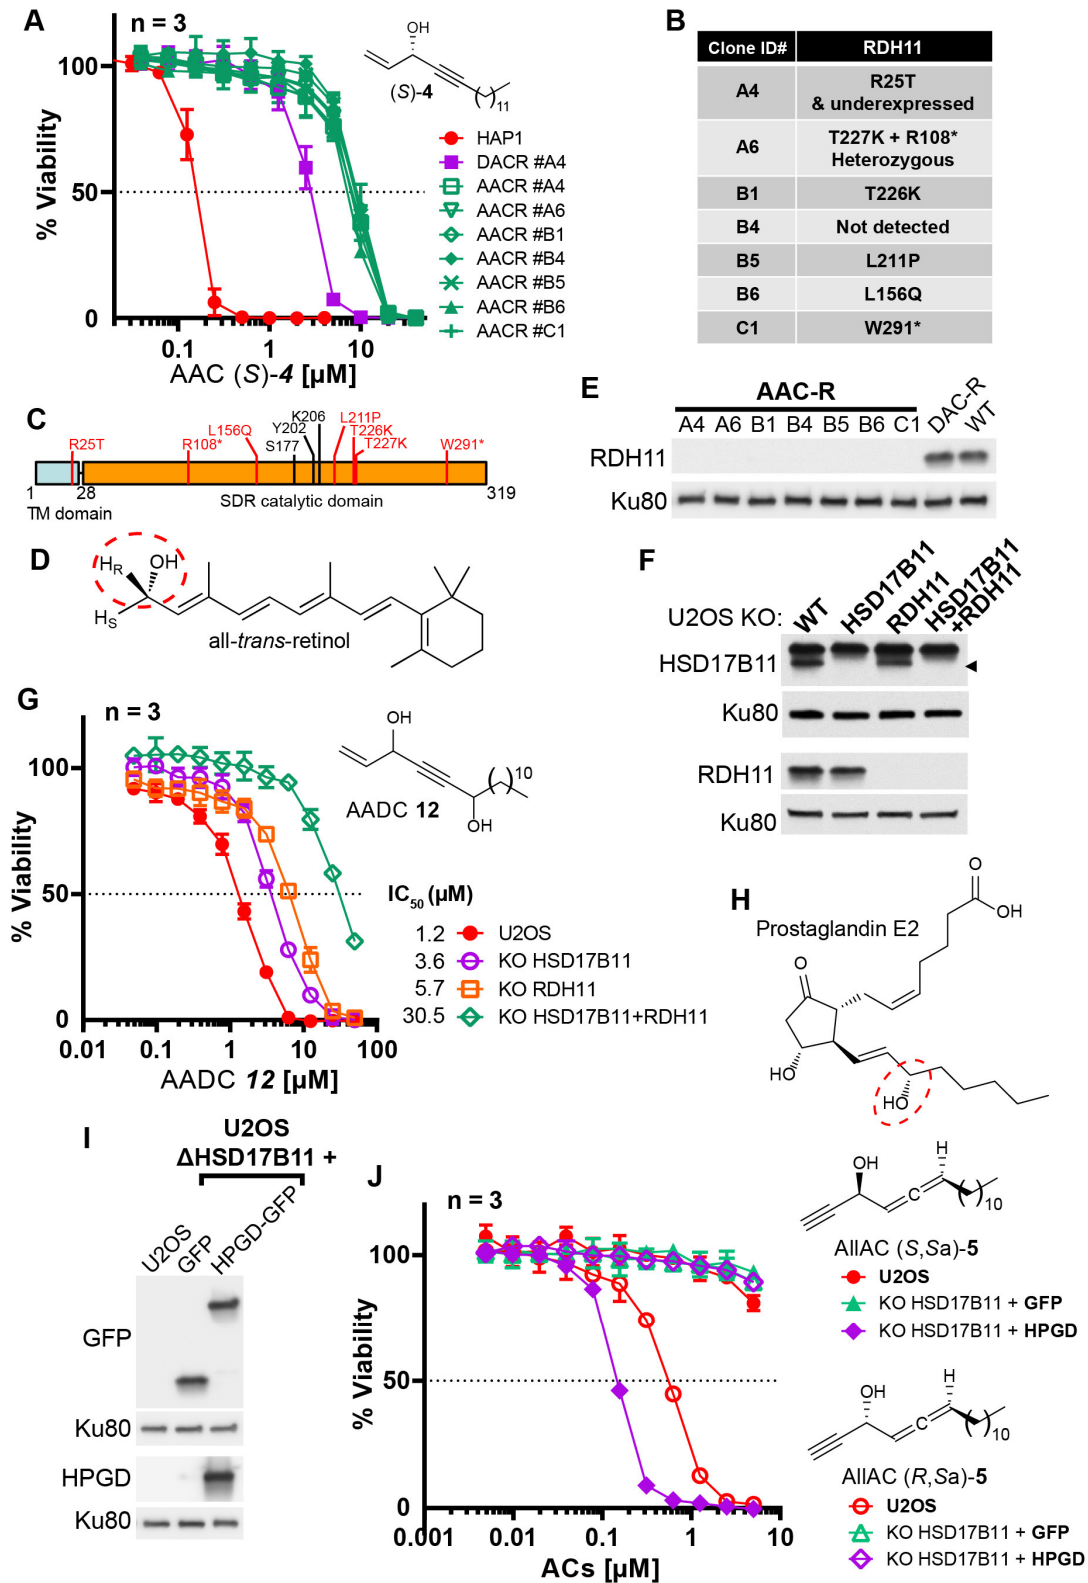 A
n = 3
100
50
0
% Viability
0.1
1
10
AAC (S)-4 [µM]
OH
(S)-4
( )11
HAP1
DACR #A4
AACR #A4
AACR #A6
AACR #B1
AACR #B4
AACR #B5
AACR #B6
AACR #C1
B
Clone ID# RDH11
A4 R25T
& underexpressed
A6 T227K + R108*
Heterozygous
B1 T226K
B4 Not detected
B5 L211P
B6 L156Q
C1 W291*
C
R25T
R108*
L156Q
S177
Y202
K206
L211P
T226K
T227K
W291*
1
28
319
TM domain
SDR catalytic domain
D
HR
OH
HS
all-trans-retinol
E
AAC-R
A4 A6 B1 B4 B5 B6 C1 DAC-R WT
RDH11
Ku80
F
U2OS KO: WT HSD17B11 RDH11 HSD17B11
+RDH11
HSD17B11
Ku80
RDH11
Ku80
G
n = 3
100
50
0
% Viability
0.01
0.1
1
10
100
AADC 12 [µM]
OH
( )10
OH
AADC 12
IC50 (µM)
1.2 U2OS
3.6 KO HSD17B11
5.7 KO RDH11
30.5 KO HSD17B11+RDH11
H
Prostaglandin E2
O
OH
O
HO
HO
I
U2OS
ΔHSD17B11 +
U2OS
GFP
HPGD-GFP
GFP
Ku80
HPGD
Ku80
J
n = 3
100
50
0
% Viability
0.001
0.01
0.1
1
10
ACs [µM]
OH
H
C
( )10
AllAC (S,Sa)-5
U2OS
KO HSD17B11 + GFP
KO HSD17B11 + HPGD
OH
H
C
( )10
AllAC (R,Sa)-5
U2OS
KO HSD17B11 + GFP
KO HSD17B11 + HPGD